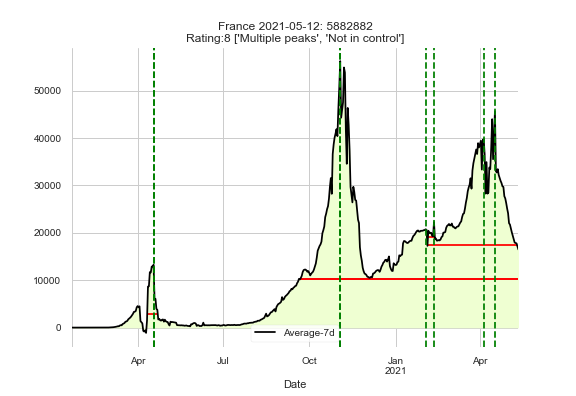 France 2021-05-12: 5882882
Rating:8 ['Multiple peaks', 'Not in control']
50000
40000
30000
20000
10000
0
Average-7d
Apr
Jul
Oct
Jan
2021
Apr
Date